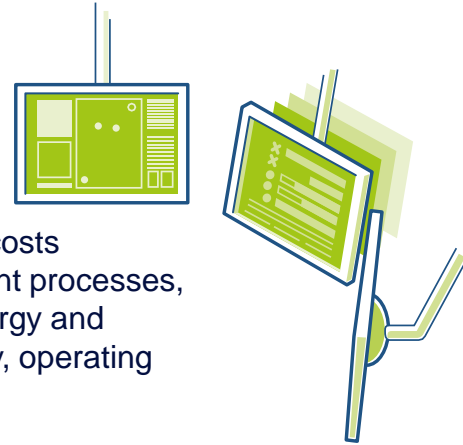 costs
nt processes,
rgy and
, operating